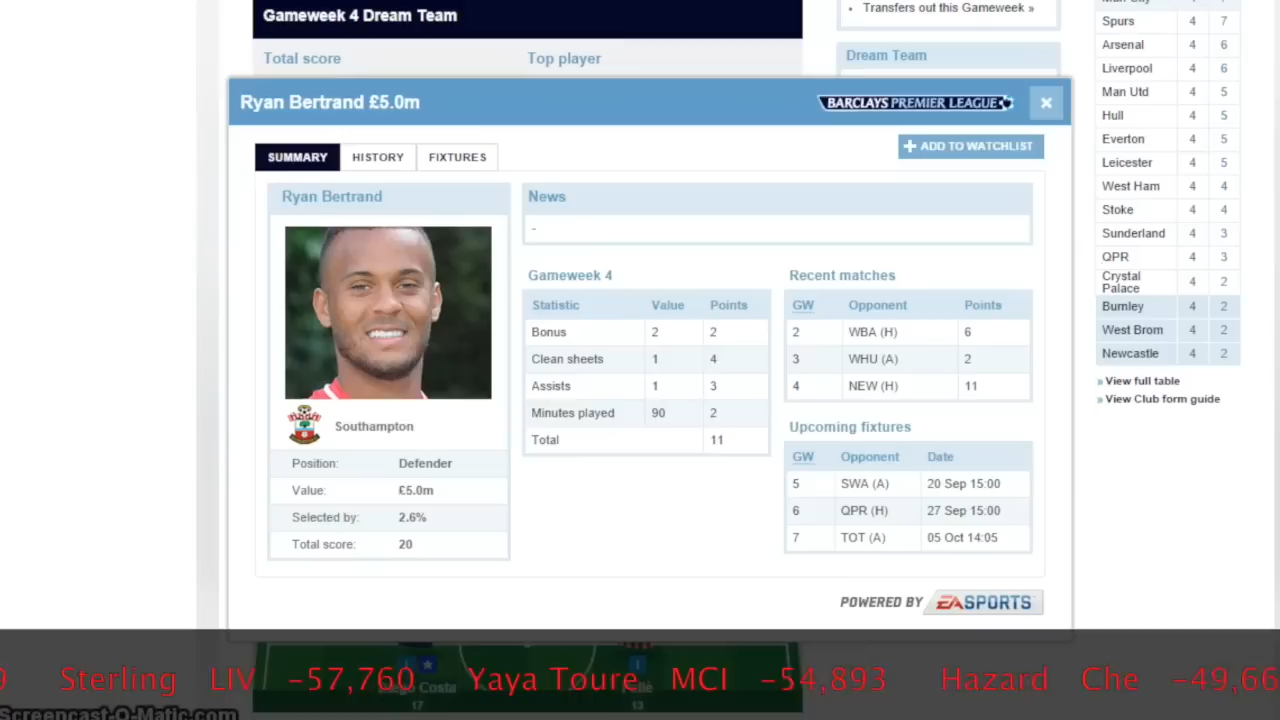 Gameweek 4 Dream Team
Total score Top player
Transfers out this Gameweek »
Dream Team
Spurs 4 7
Arsenal 4 6
Liverpool 4 6
Man Utd 4 5
Hull 4 5
Everton 4 5
Leicester 4 5
West Ham 4 4
Stoke 4 4
Sunderland 4 3
QPR 4 3
Crystal Palace 4 2
Burnley 4 2
West Brom 4 2
Newcastle 4 2
» View full table
» View Club form guide
Ryan Bertrand £5.0m
BARCLAYS PREMIER LEAGUE
×
SUMMARY HISTORY FIXTURES
+ ADD TO WATCHLIST
Ryan Bertrand
Southampton
Position: Defender
Value: £5.0m
Selected by: 2.6%
Total score: 20
News
-
Gameweek 4
Statistic Value Points
Bonus 2 2
Clean sheets 1 4
Assists 1 3
Minutes played 90 2
Total 11
Recent matches
GW Opponent Points
2 WBA (H) 6
3 WHU (A) 2
4 NEW (H) 11
Upcoming fixtures
GW Opponent Date
5 SWA (A) 20 Sep 15:00
6 QPR (H) 27 Sep 15:00
7 TOT (A) 05 Oct 14:05
POWERED BY EA SPORTS
9 Sterling LIV -57,760 Yaya Toure MCI -54,893 Hazard Che -49,66
Costa
17 13
Screencast-O-Matic.com